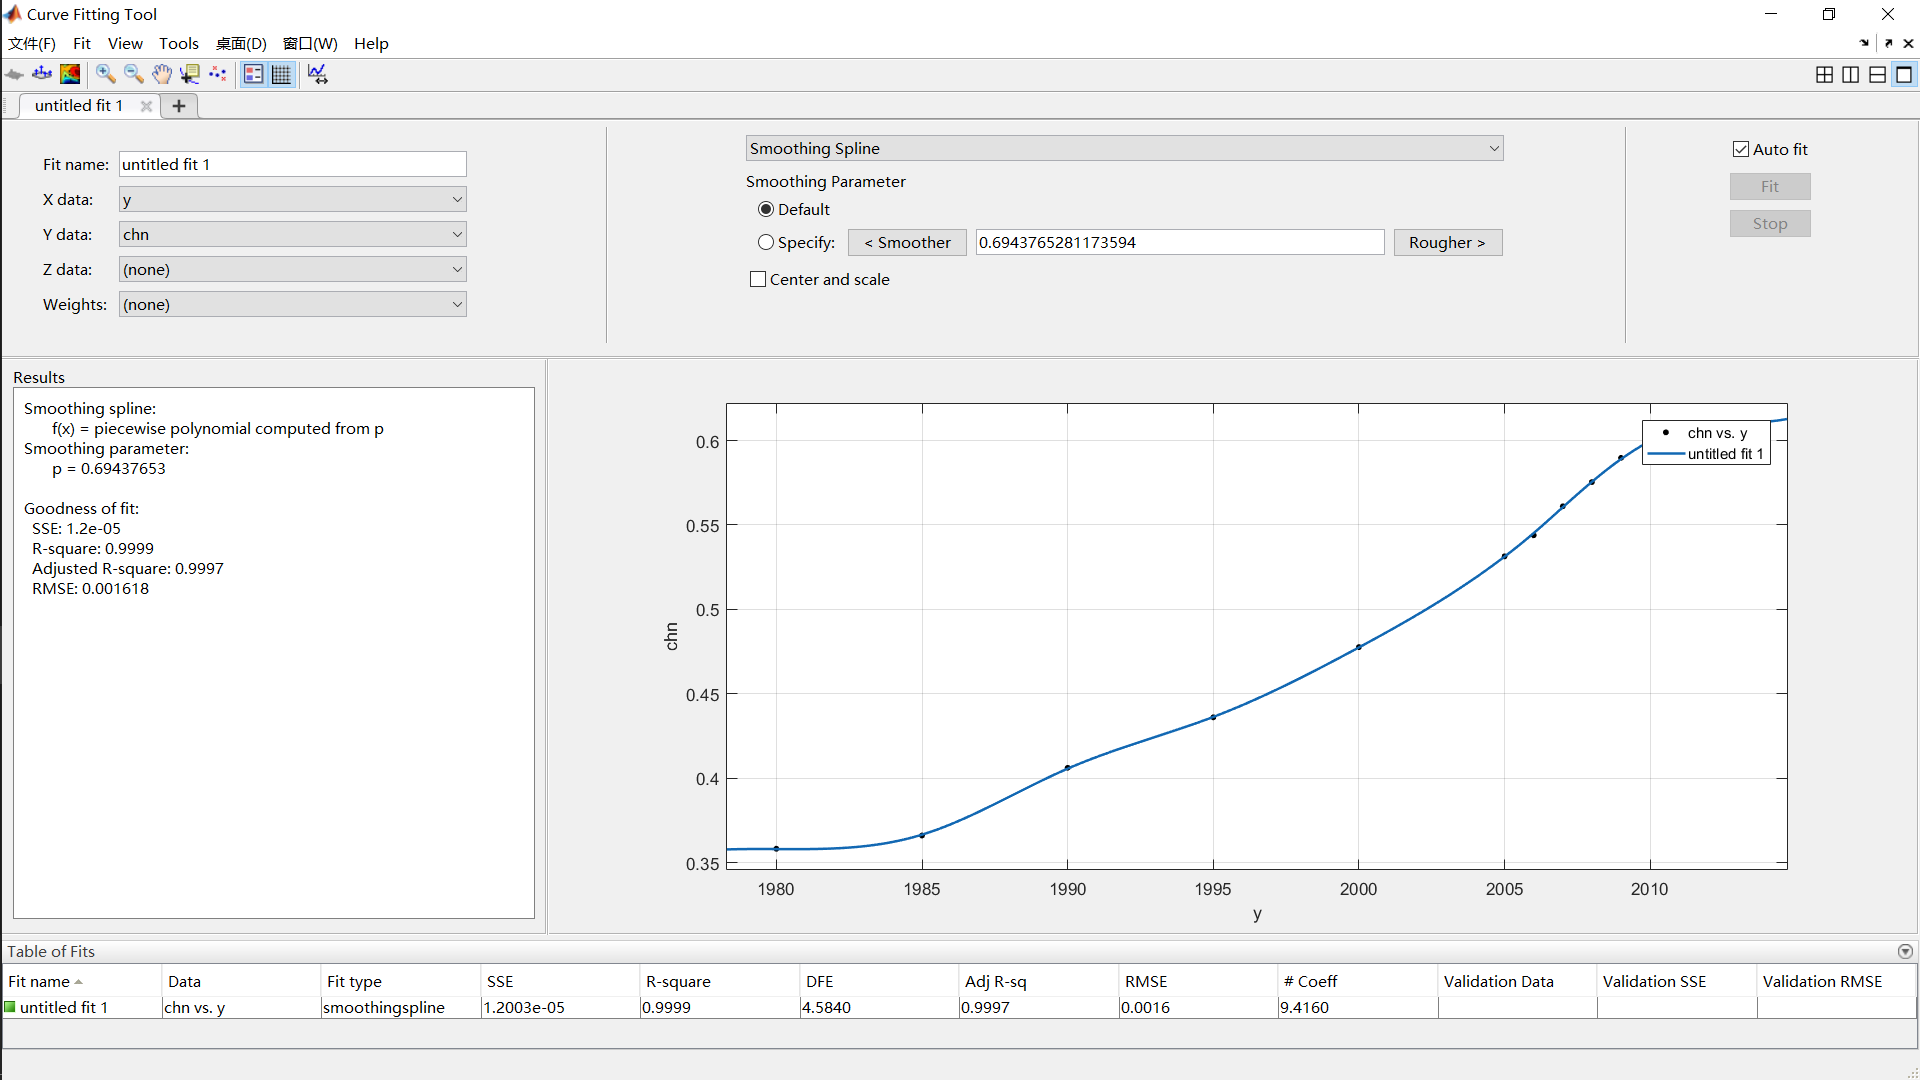 Curve Fitting Tool
文件(F) Fit View Tools 桌面(D) 窗口(W) Help
untitled fit 1
Fit name: untitled fit 1
X data: y
Y data: chn
Z data: (none)
Weights: (none)
Smoothing Spline
Smoothing Parameter
Default
Specify: < Smoother 0.6943765281173594 Rougher >
Center and scale
Auto fit
Fit
Stop
Results
Smoothing spline:
f(x) = piecewise polynomial computed from p
Smoothing parameter:
p = 0.69437653
Goodness of fit:
SSE: 1.2e-05
R-square: 0.9999
Adjusted R-square: 0.9997
RMSE: 0.001618
chn vs. y
untitled fit 1
0.6
0.55
0.5
0.45
0.4
0.35
chn
1980 1985 1990 1995 2000 2005 2010
y
Table of Fits
Fit name Data Fit type SSE R-square DFE Adj R-sq RMSE # Coeff Validation Data Validation SSE Validation RMSE
untitled fit 1 chn vs. y smoothingspline 1.2003e-05 0.9999 4.5840 0.9997 0.0016 9.4160